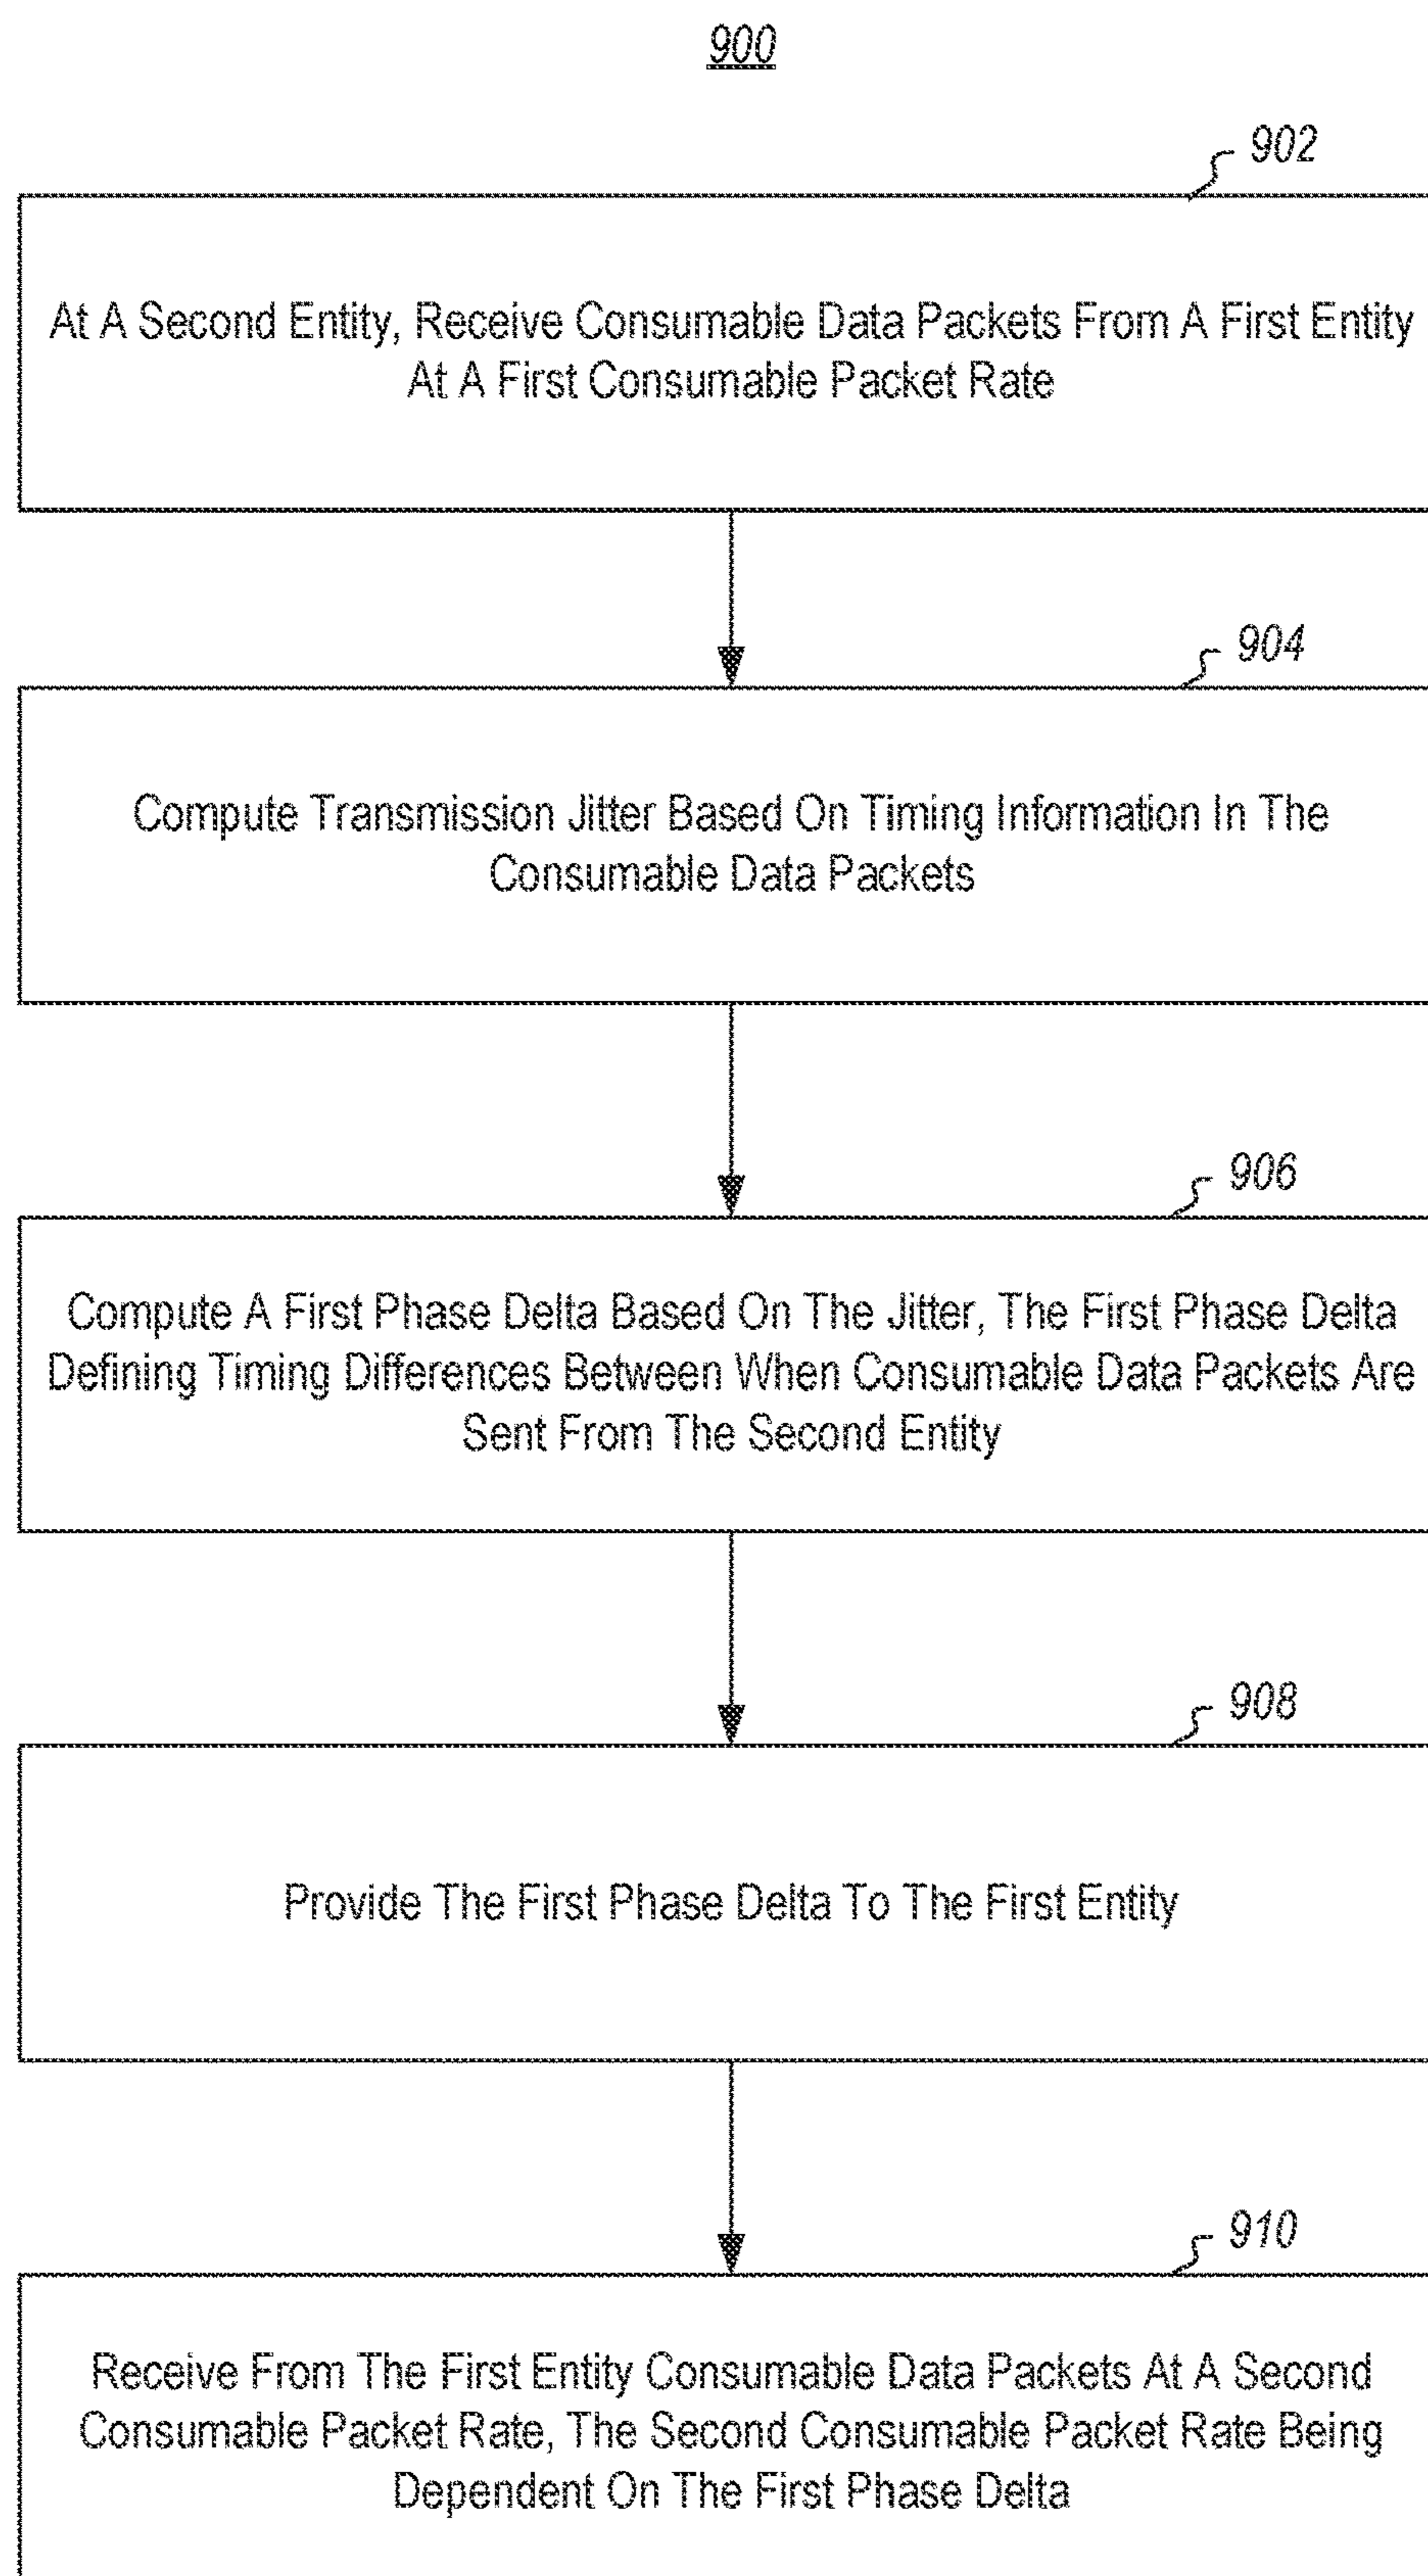 900
902
At A Second Entity, Receive Consumable Data Packets From A First Entity
At A First Consumable Packet Rate
904
Compute Transmission Jitter Based On Timing Information In The
Consumable Data Packets
906
Compute A First Phase Delta Based On The Jitter, The First Phase Delta
Defining Timing Differences Between When Consumable Data Packets Are
Sent From The Second Entity
908
Provide The First Phase Delta To The First Entity
910
Receive From The First Entity Consumable Data Packets At A Second
Consumable Packet Rate, The Second Consumable Packet Rate Being
Dependent On The First Phase Delta